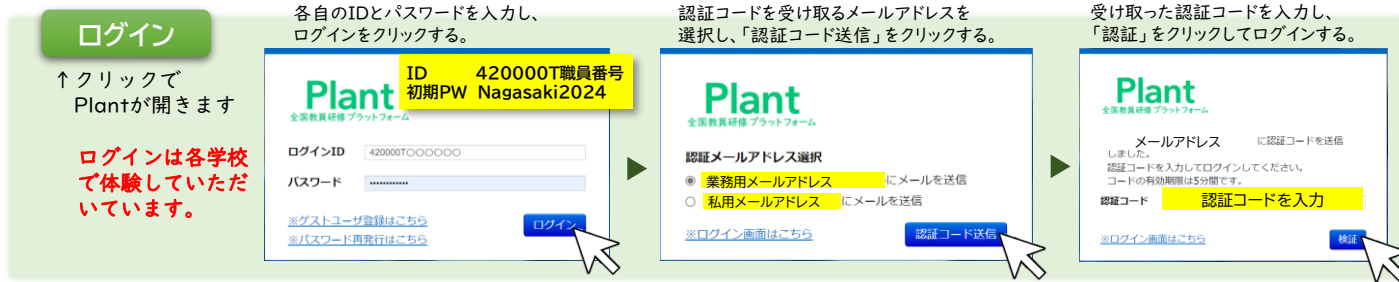 ログイン
↑クリックで
Plantが開きます
ログインは各学校
で体験していただ
いています。
各自のIDとパスワードを入力し、
ログインをクリックする。
ID 420000T職員番号
初期PW Nagasaki2024
Plant
全国教員研修プラットフォーム
ログインID 420000T〇〇〇〇〇〇
パスワード ••••••••••••
※ゲストユーザ登録はこちら
※パスワード再発行はこちら
ログイン
認証コードを受け取るメールアドレスを
選択し、「認証コード送信」をクリックする。
Plant
全国教員研修プラットフォーム
認証メールアドレス選択
業務用メールアドレス にメールを送信
私用メールアドレス にメールを送信
※ログイン画面はこちら
認証コード送信
受け取った認証コードを入力し、
「認証」をクリックしてログインする。
Plant
全国教員研修プラットフォーム
メールアドレス に認証コードを送信
しました。
認証コードを入力してログインしてください。
コードの有効期限は5分間です。
認証コード 認証コードを入力
※ログイン画面はこちら
検証